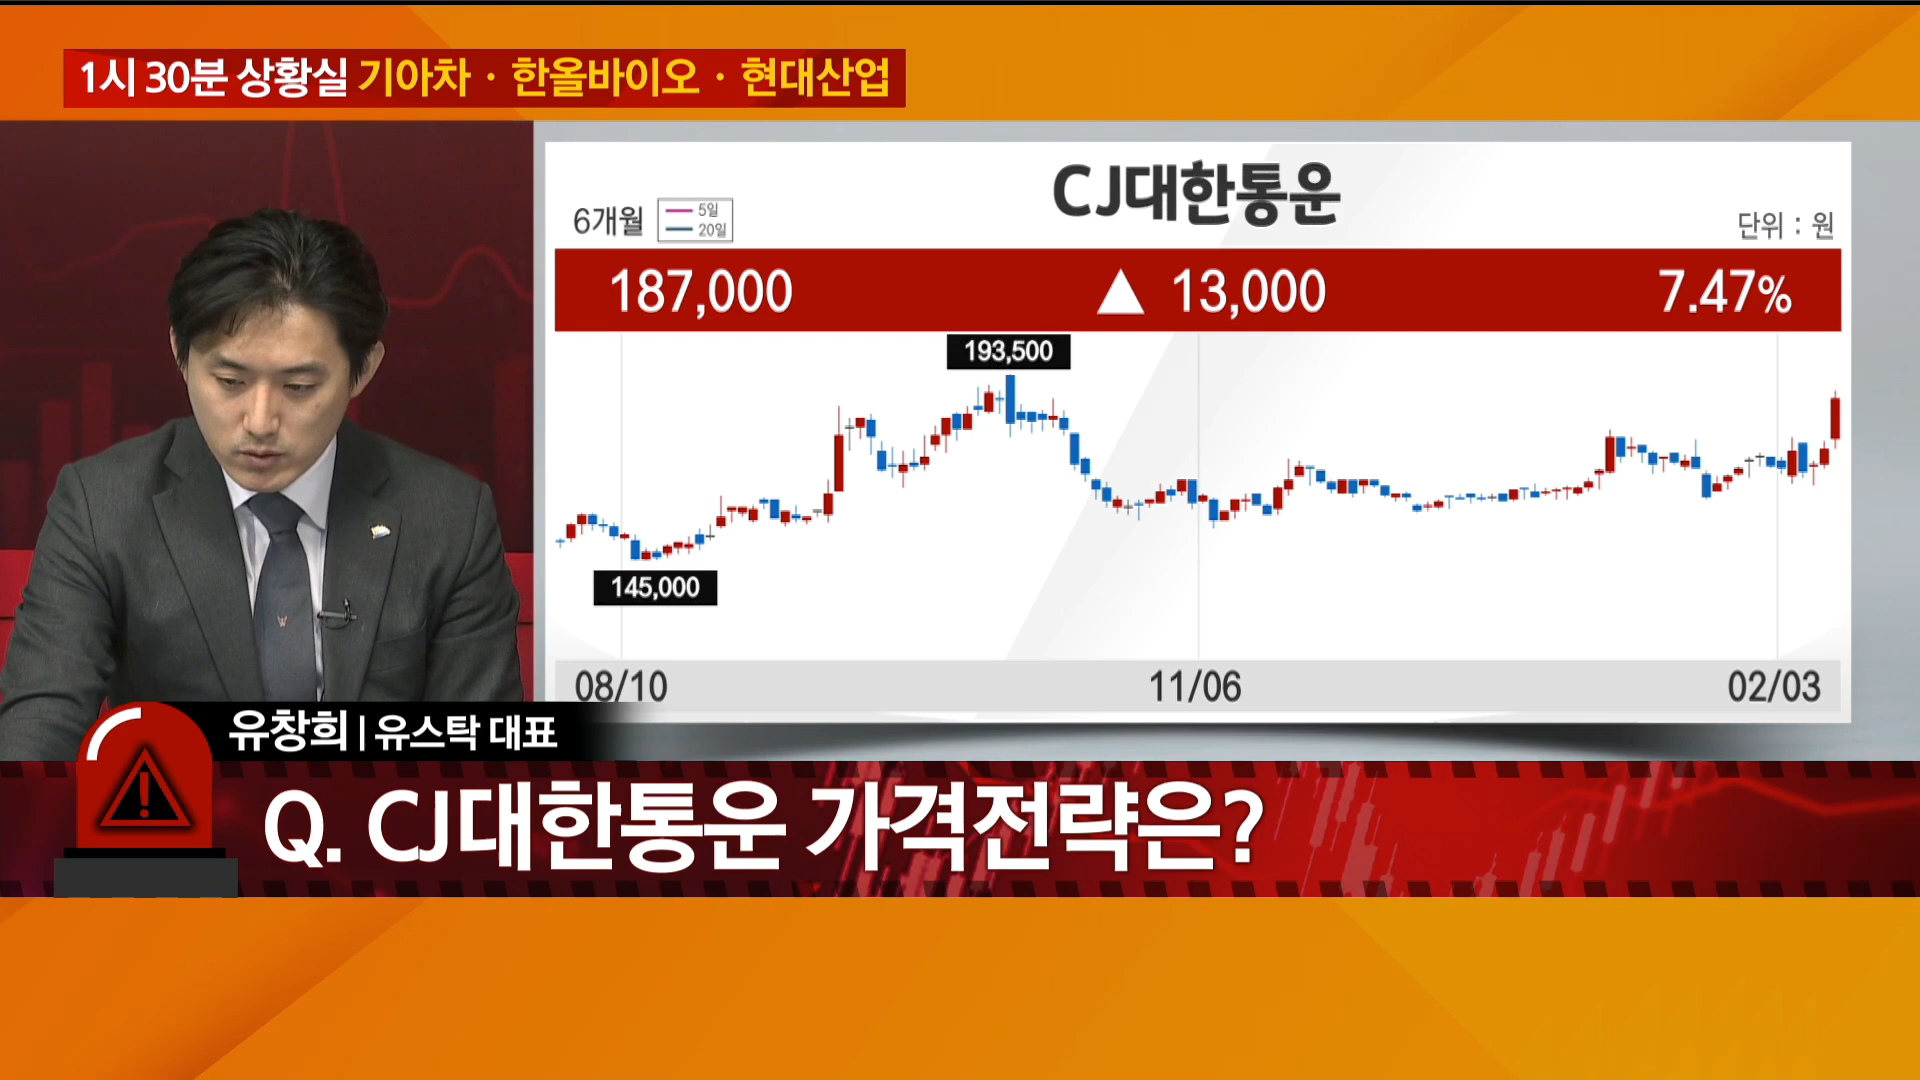 1시 30분 상황실 기아차 · 한올바이오 · 현대산업
CJ대한통운
6개월
5일
20일
단위 : 원
187,000 ▲ 13,000 7.47%
193,500
145,000
08/10 11/06 02/03
유창희 | 유스탁 대표
Q. CJ대한통운 가격전략은?